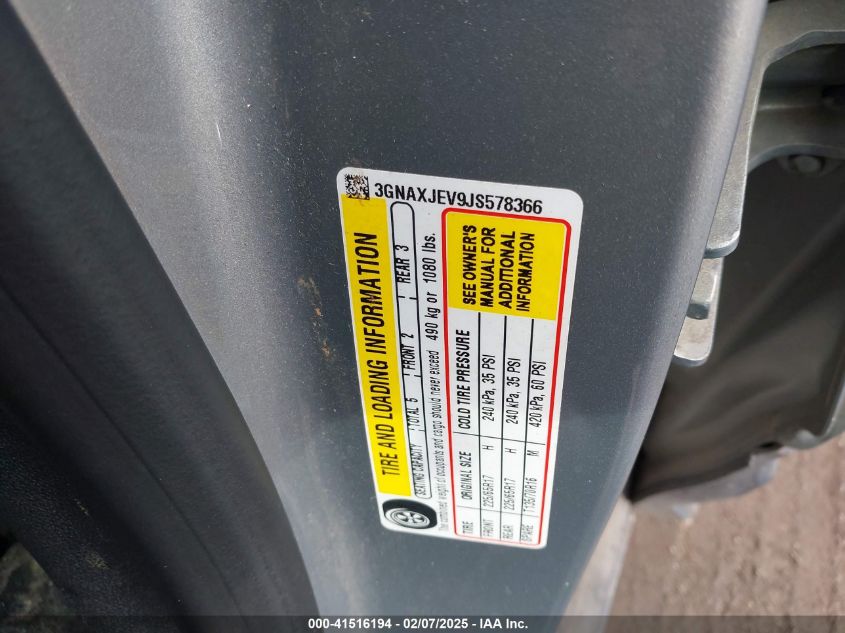 3GNAXJEV9JS578366
TIRE AND LOADING INFORMATION
SEATING CAPACITY TOTAL 5 FRONT 2 REAR 3
The combined weight of occupants and cargo should never exceed 490 kg or 1080 lbs.
TIRE ORIGINAL SIZE COLD TIRE PRESSURE
FRONT 225/65R17 H 240 kPa, 35 PSI
REAR 225/65R17 H 240 kPa, 35 PSI
SPARE T135/70R16 M 420 kPa, 60 PSI
SEE OWNER'S
MANUAL FOR
ADDITIONAL
INFORMATION
000-41516194 - 02/07/2025 - IAA Inc.